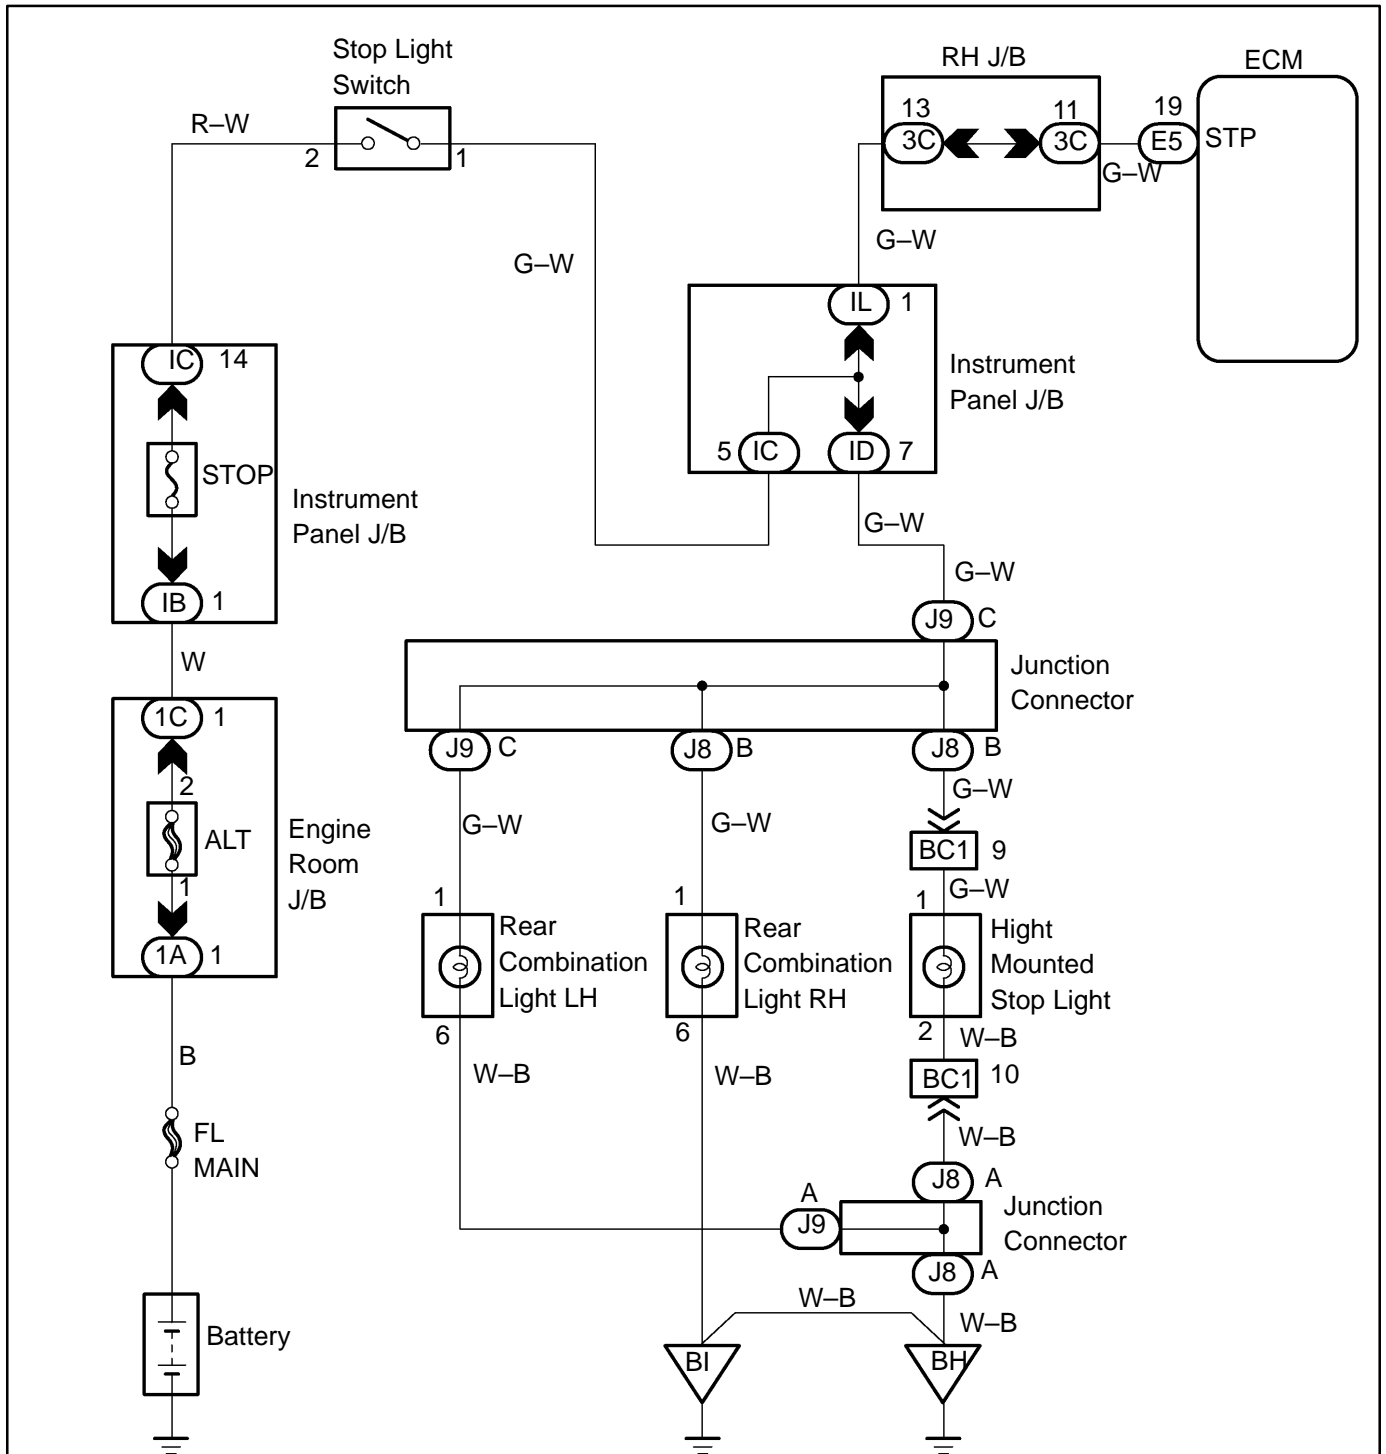 Stop Light
Switch
RH J/B
ECM
R–W
13
11
19
3C
3C
E5
STP
2
1
G–W
G–W
G–W
IL
1
IC
14
Instrument
Panel J/B
5
IC
ID
7
STOP
Instrument
Panel J/B
G–W
G–W
IB
1
J9
C
W
Junction
Connector
1C
1
J9
C
J8
B
J8
B
2
G–W
G–W
G–W
ALT
Engine
Room
J/B
BC1
9
1
G–W
1
1
1
1A
1
Rear
Combination
Light LH
Rear
Combination
Light RH
Hight
Mounted
Stop Light
6
6
2
W–B
B
W–B
W–B
BC1
10
FL
MAIN
W–B
J8
A
A
J9
Junction
Connector
J8
A
W–B
W–B
Battery
BI
BH